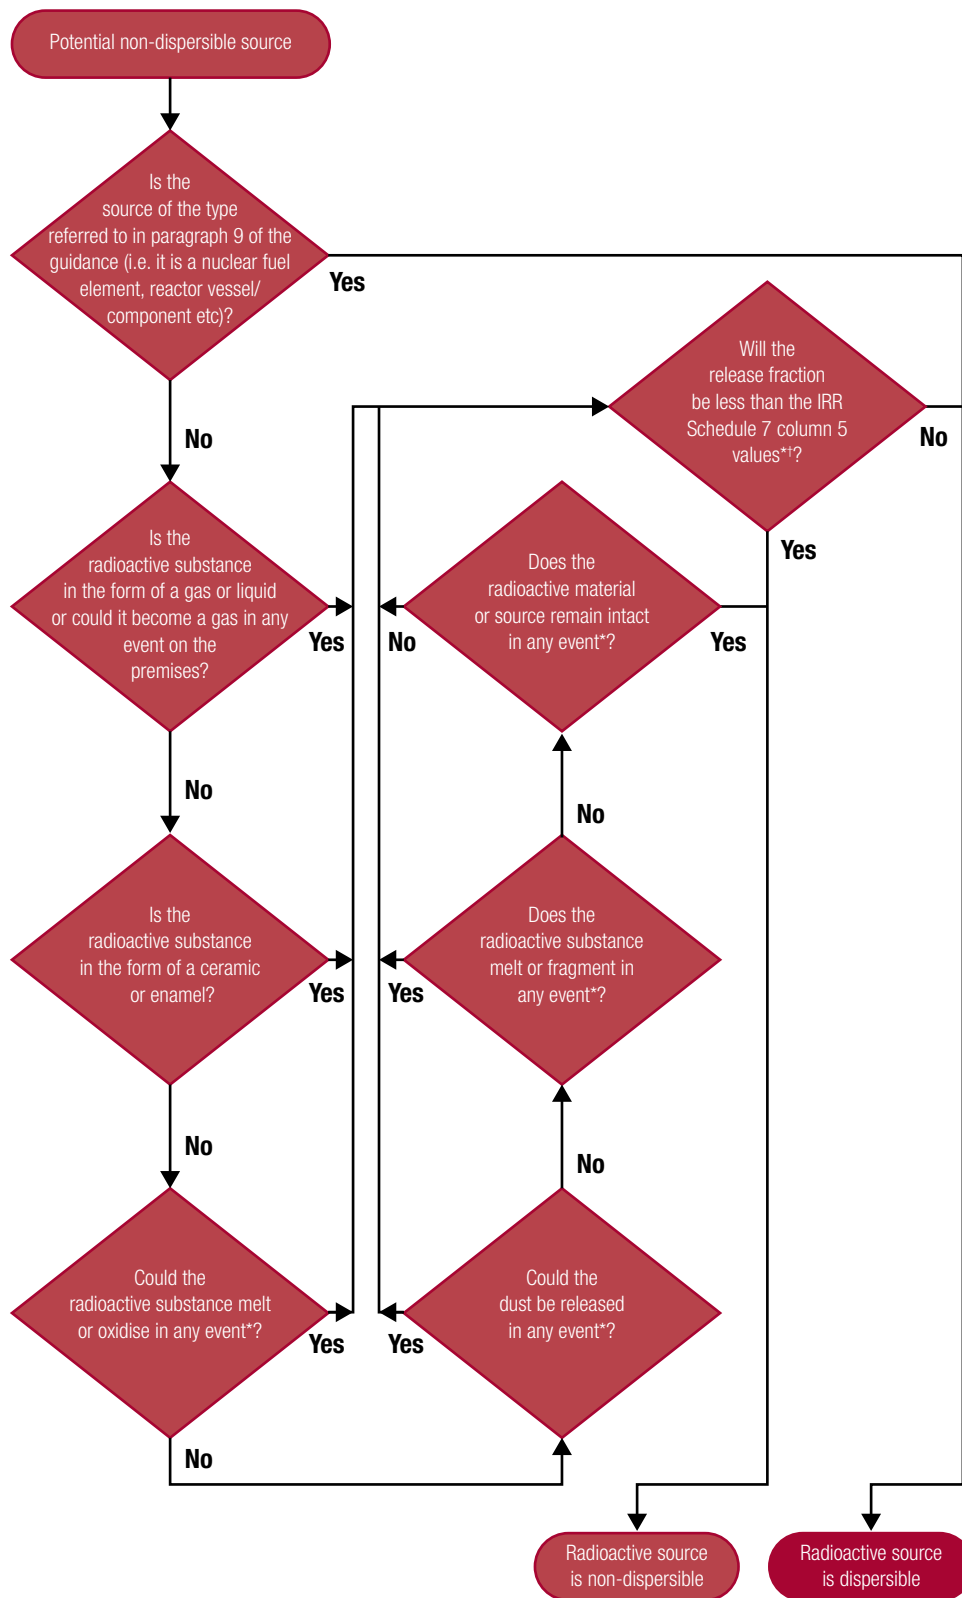 Potential non-dispersible source
Is the
source of the type
referred to in paragraph 9 of the
guidance (i.e. it is a nuclear fuel
element, reactor vessel/
component etc)?
Yes
No
Will the
release fraction
be less than the IRR
Schedule 7 column 5
values*†?
No
Yes
Is the
radioactive substance
in the form of a gas or liquid
or could it become a gas in any
event on the
premises?
Yes
No
Does the
radioactive material
or source remain intact
in any event*?
No
Yes
Is the
radioactive substance
in the form of a ceramic
or enamel?
Yes
No
Does the
radioactive substance
melt or fragment in
any event*?
Yes
No
Could the
radioactive substance melt
or oxidise in any event*?
Yes
No
Could the
dust be released
in any event*?
Yes
No
Radioactive source
is non-dispersible
Radioactive source
is dispersible